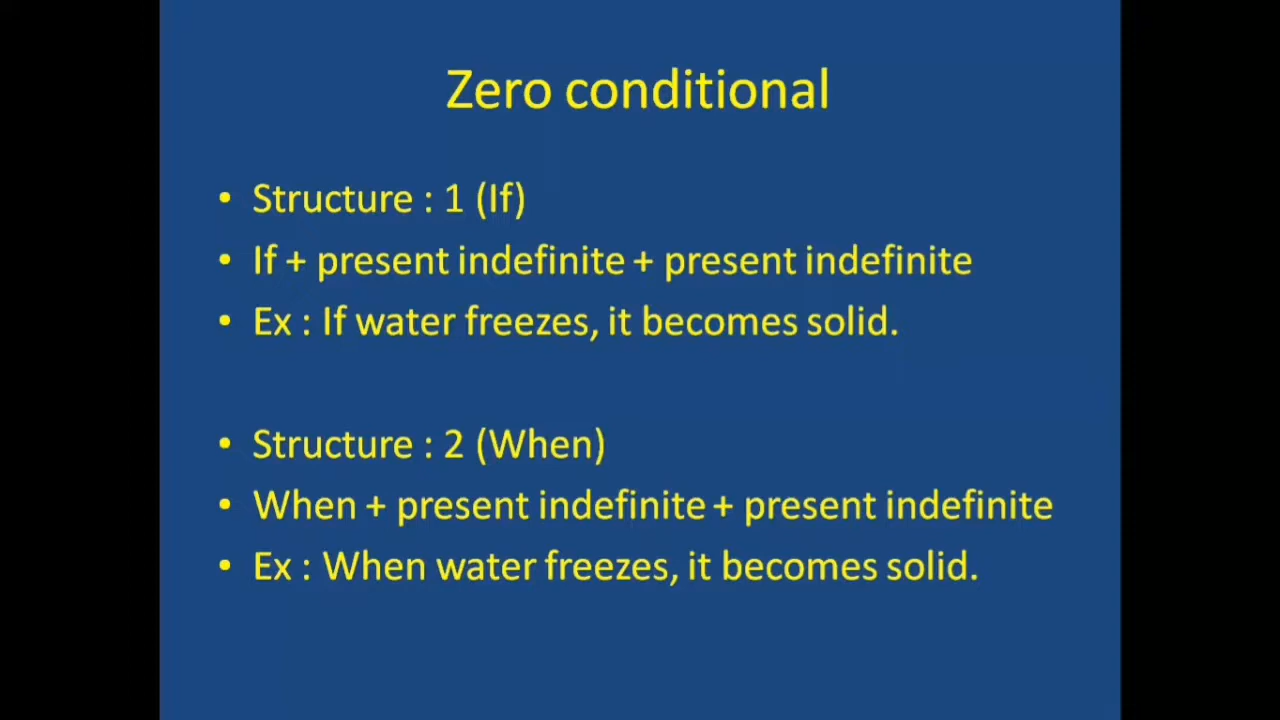 Zero conditional
• Structure : 1 (If)
• If + present indefinite + present indefinite
• Ex : If water freezes, it becomes solid.
• Structure : 2 (When)
• When + present indefinite + present indefinite
• Ex : When water freezes, it becomes solid.